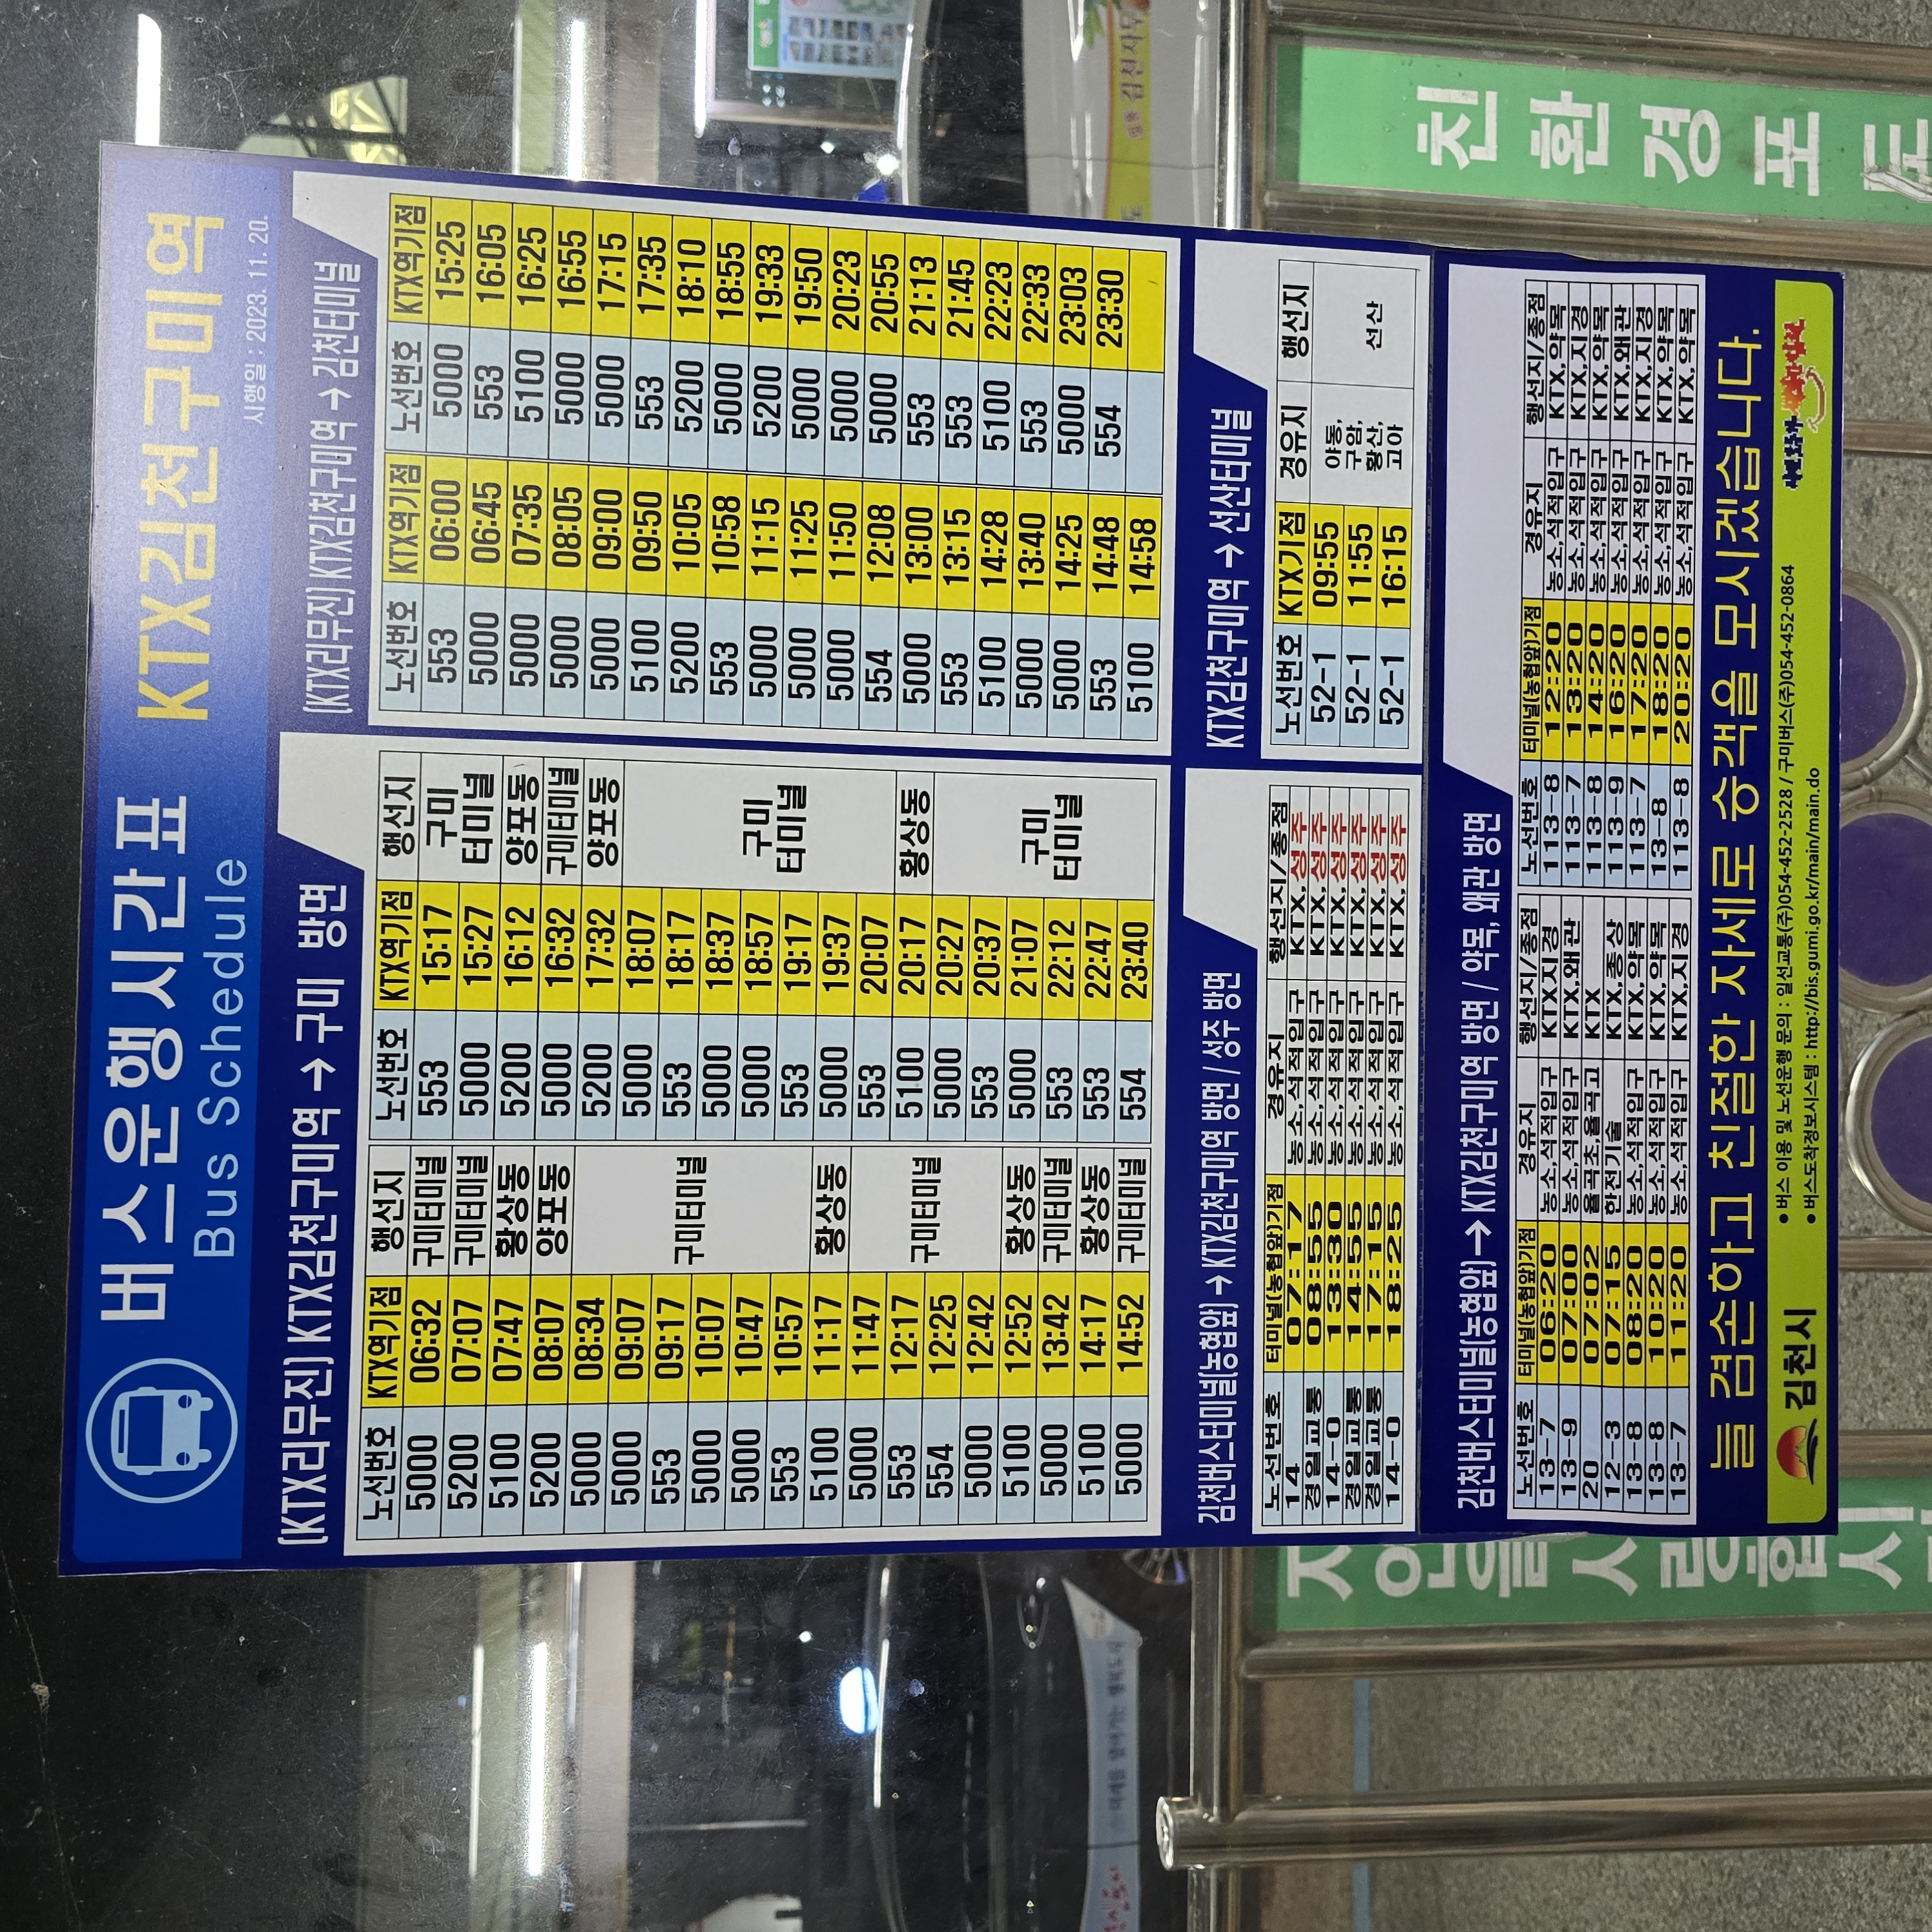 버스운행시간표 KTX김천구미역
Bus Schedule
시행일 : 2023. 11. 20.
(KTX리무진) KTX김천구미역 → 구미 방면
노선번호 KTX역기점 행선지 노선번호 KTX역기점 행선지
5000 06:32 구미터미널 553 15:17 구미
5200 07:07 구미터미널 5000 15:27 터미널
5100 07:47 황상동 5200 16:12 양포동
5200 08:07 양포동 5000 16:32 구미터미널
5000 08:34 5200 17:32 양포동
5000 09:07 5000 18:07
553 09:17 구미터미널 553 18:17
5000 10:07 5000 18:37
5000 10:47 5000 18:57 구미
553 10:57 553 19:17 터미널
5100 11:17 황상동 5000 19:37
5000 11:47 553 20:07
553 12:17 구미터미널 5100 20:17 황상동
554 12:25 5000 20:27
5000 12:42 553 20:37
5100 12:52 황상동 5000 21:07 구미
5000 13:42 구미터미널 553 22:12 터미널
5100 14:17 황상동 553 22:47
5000 14:52 구미터미널 554 23:40
(KTX리무진) KTX김천구미역 → 김천터미널
노선번호 KTX역기점 노선번호 KTX역기점
553 06:00 5000 15:25
5000 06:45 553 16:05
5000 07:35 5100 16:25
5000 08:05 5000 16:55
5000 09:00 5000 17:15
5100 09:50 553 17:35
5200 10:05 5200 18:10
553 10:58 5000 18:55
5000 11:15 5200 19:33
5000 11:25 5000 19:50
5000 11:50 5000 20:23
554 12:08 5000 20:55
5000 13:00 553 21:13
553 13:15 553 21:45
5100 14:28 5100 22:23
5000 13:40 553 22:33
5000 14:25 5000 23:03
553 14:48 554 23:30
5100 14:58
김천버스터미널(농협앞) → KTX김천구미역 방면 / 성주 방면
노선번호 터미널(농협앞)기점 경유지 행선지/종점
14 07:17 농소,석적입구 KTX,성주
경일교통 08:55 농소,석적입구 KTX,성주
14-0 13:30 농소,석적입구 KTX,성주
경일교통 14:55 농소,석적입구 KTX,성주
경일교통 17:15 농소,석적입구 KTX,성주
14-0 18:25 농소,석적입구 KTX,성주
KTX김천구미역 → 선산터미널
노선번호 KTX기점 경유지 행선지
52-1 09:55 아동,
52-1 11:55 구암,
52-1 16:15 황산,
고아
선산
김천버스터미널(농협앞) → KTX김천구미역 방면 / 약목, 왜관 방면
노선번호 터미널(농협앞)기점 경유지 행선지/종점 노선번호 터미널(농협앞)기점 경유지 행선지/종점
13-7 06:20 농소,석적입구 KTX,지경 113-8 12:20 농소,석적입구 KTX,약목
13-9 07:00 농소,석적입구 KTX,왜관 113-7 13:20 농소,석적입구 KTX,지경
20 07:02 율곡초,율곡고 KTX 113-8 14:20 농소,석적입구 KTX,약목
12-3 07:15 한전기술 KTX,종상 113-9 16:20 농소,석적입구 KTX,왜관
13-8 08:20 농소,석적입구 KTX,약목 113-7 17:20 농소,석적입구 KTX,지경
13-8 10:20 농소,석적입구 KTX,약목 13-8 18:20 농소,석적입구 KTX,약목
13-7 11:20 농소,석적입구 KTX,지경 113-8 20:20 농소,석적입구 KTX,약목
늘 겸손하고 친절한 자세로 승객을 모시겠습니다.
김천시
● 버스 이용 및 노선운행 문의 : 일선교통(주)054-452-2528 / 구미버스(주)054-452-0864
● 버스도착정보시스템 : http://bis.gumi.go.kr/main/main.do
친환경포도